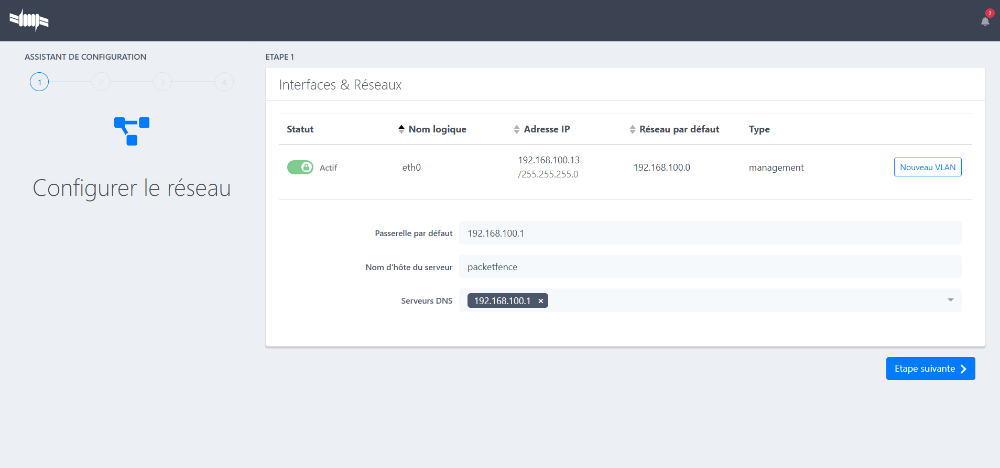 2
ASSISTANT DE CONFIGURATION
1 2 3 4
Configurer le réseau
ETAPE 1
Interfaces & Réseaux
Statut Nom logique Adresse IP Réseau par défaut Type
Actif eth0 192.168.100.13 192.168.100.0 management Nouveau VLAN
/255.255.255.0
Passerelle par défaut 192.168.100.1
Nom d'hôte du serveur packetfence
Serveurs DNS 192.168.100.1 ×
Etape suivante